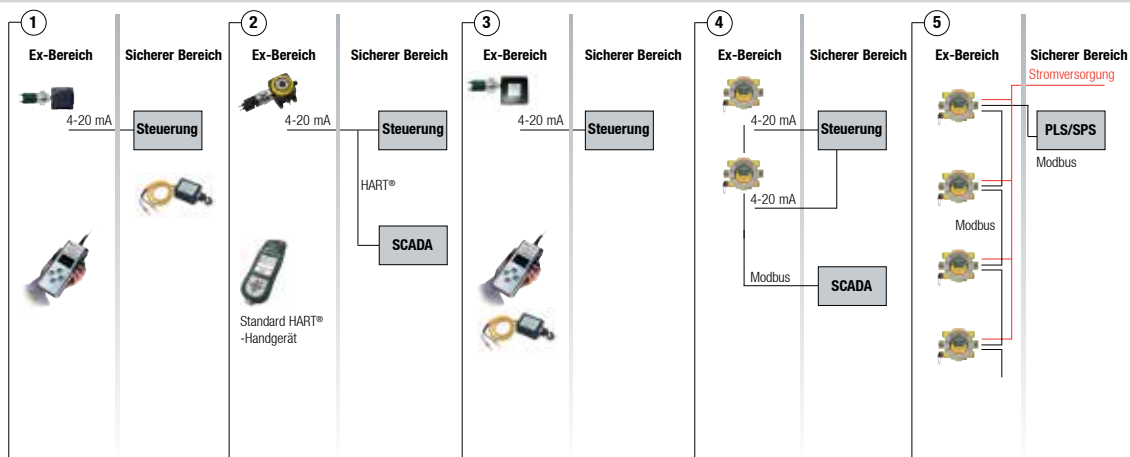 1
Ex-Bereich
Sicherer Bereich
4-20 mA
Steuerung
2
Ex-Bereich
Sicherer Bereich
4-20 mA
Steuerung
HART®
SCADA
Standard HART®
-Handgerät
3
Ex-Bereich
Sicherer Bereich
4-20 mA
Steuerung
4
Ex-Bereich
Sicherer Bereich
4-20 mA
Steuerung
4-20 mA
Modbus
SCADA
5
Ex-Bereich
Sicherer Bereich
Stromversorgung
PLS/SPS
Modbus
Modbus